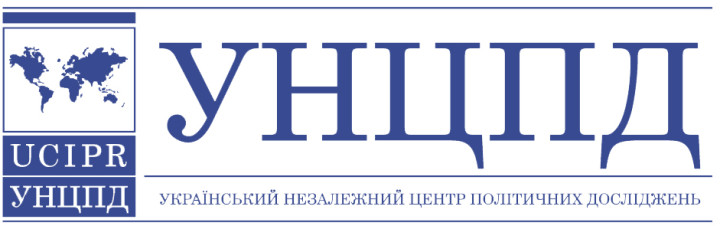 UCIPR
УНЦПД
УНЦПД
УКРАЇНСЬКИЙ НЕЗАЛЕЖНИЙ ЦЕНТР ПОЛІТИЧНИХ ДОСЛІДЖЕНЬ